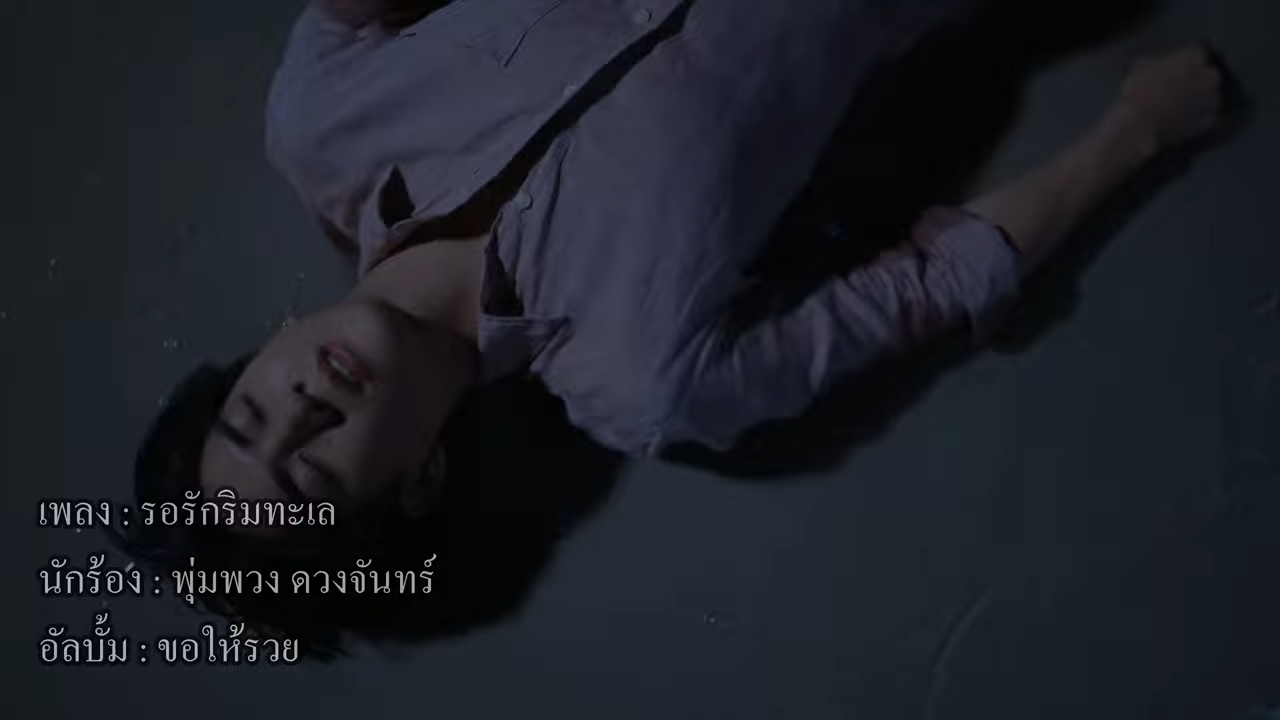 เพลง : รอรักริมทะเล
นักร้อง : พุ่มพวง ดวงจันทร์
อัลบั้ม : ขอให้รวย